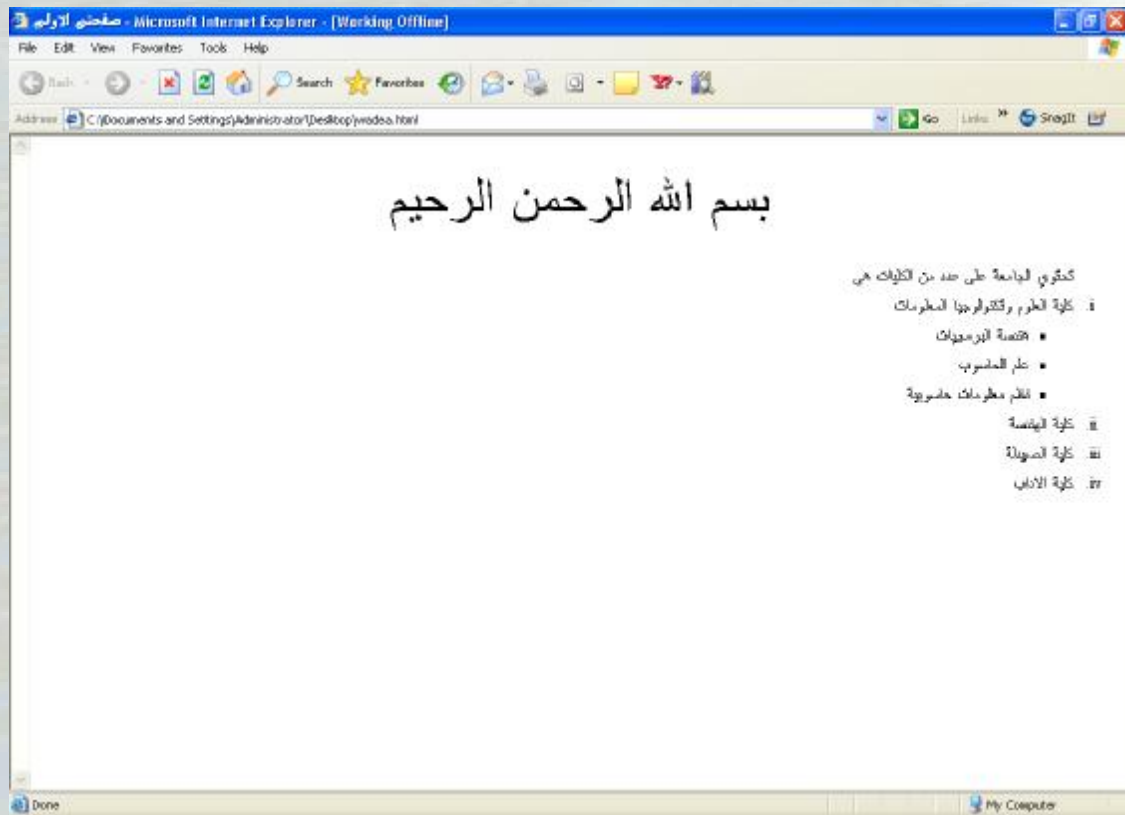 صفحتي الاولى - Microsoft Internet Explorer - [Working Offline]
File Edit View Favorites Tools Help
Back Search Favorites
Address C:\Documents and Settings\Administrator\Desktop\wadea.html Go Links » SnagIt
بسم الله الرحمن الرحيم
تحتوي الجامعة على عدد من الكليات هي
i. كلية العلوم وتكنولوجيا المعلومات
▪ هندسة البرمجيات
▪ علم الحاسوب
▪ نظم معلومات حاسوبية
ii. كلية الهندسة
iii. كلية الصيدلة
iv. كلية الاداب
Done My Computer